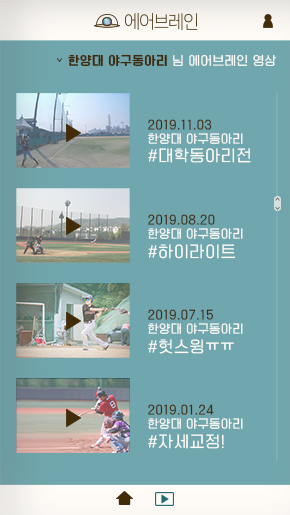 에어브레인
한양대 야구동아리 님 에어브레인 영상
2019.11.03
한양대 야구동아리
#대학동아리전
2019.08.20
한양대 야구동아리
#하이라이트
2019.07.15
한양대 야구동아리
#헛스윙ㅠㅠ
2019.01.24
한양대 야구동아리
#자세교정!